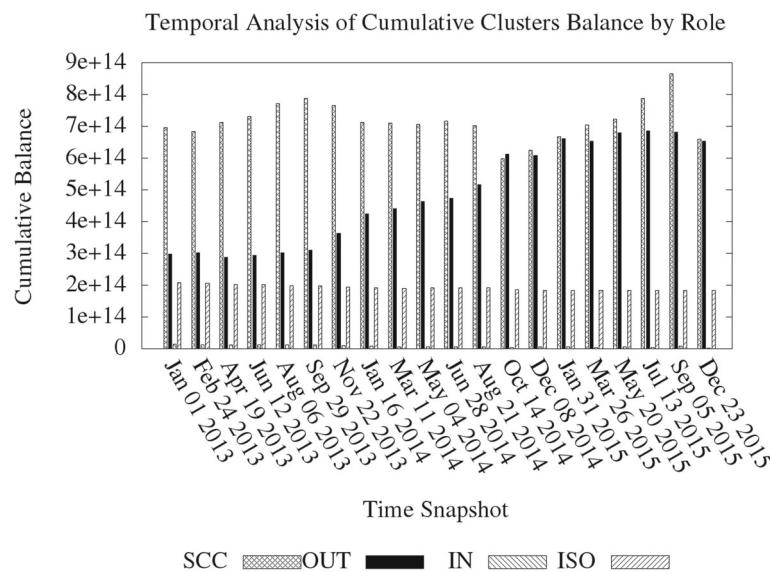 Temporal Analysis of Cumulative Clusters Balance by Role
9e+14
8e+14
7e+14
6e+14
5e+14
4e+14
3e+14
2e+14
1e+14
0
Cumulative Balance
Jan 01 2013
Feb 24 2013
Apr 19 2013
Jun 12 2013
Aug 06 2013
Sep 29 2013
Nov 22 2013
Jan 16 2014
Mar 11 2014
May 04 2014
Jun 28 2014
Aug 21 2014
Oct 14 2014
Dec 08 2014
Jan 31 2015
Mar 26 2015
May 20 2015
Jul 13 2015
Sep 05 2015
Dec 23 2015
Time Snapshot
SCC OUT IN ISO